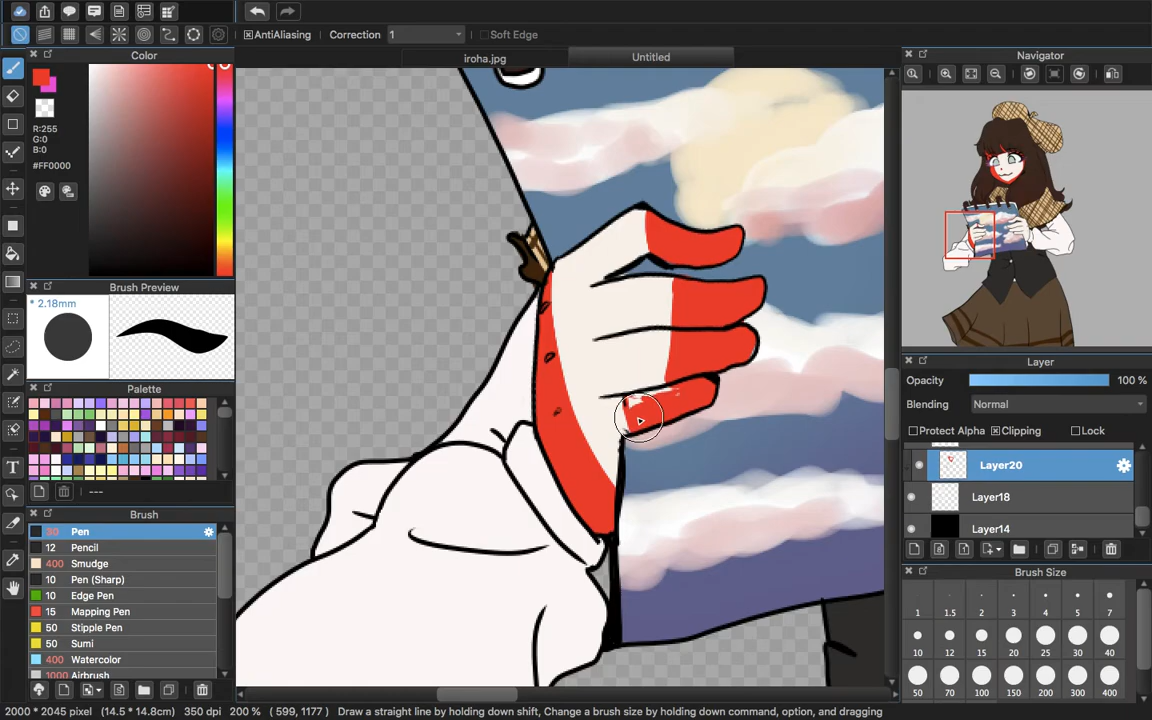 AntiAliasing Correction 1 Soft Edge
Color
iroha.jpg Untitled
Navigator
R:255
G:0
B:0
#FF0000
Brush Preview
* 2.18mm
Palette
---
Brush
30 Pen
12 Pencil
400 Smudge
10 Pen (Sharp)
10 Edge Pen
15 Mapping Pen
50 Stipple Pen
50 Sumi
400 Watercolor
1000 Airbrush
Layer
Opacity 100 %
Blending Normal
Protect Alpha Clipping Lock
Layer20
Layer18
Layer14
Brush Size
1 1.5 2 3 4 5 7
10 12 15 20 25 30 40
50 70 100 150 200 300 400
2000 * 2045 pixel (14.5 * 14.8cm) 350 dpi 200 % ( 599, 1177 ) Draw a straight line by holding down shift, Change a brush size by holding down command, option, and dragging